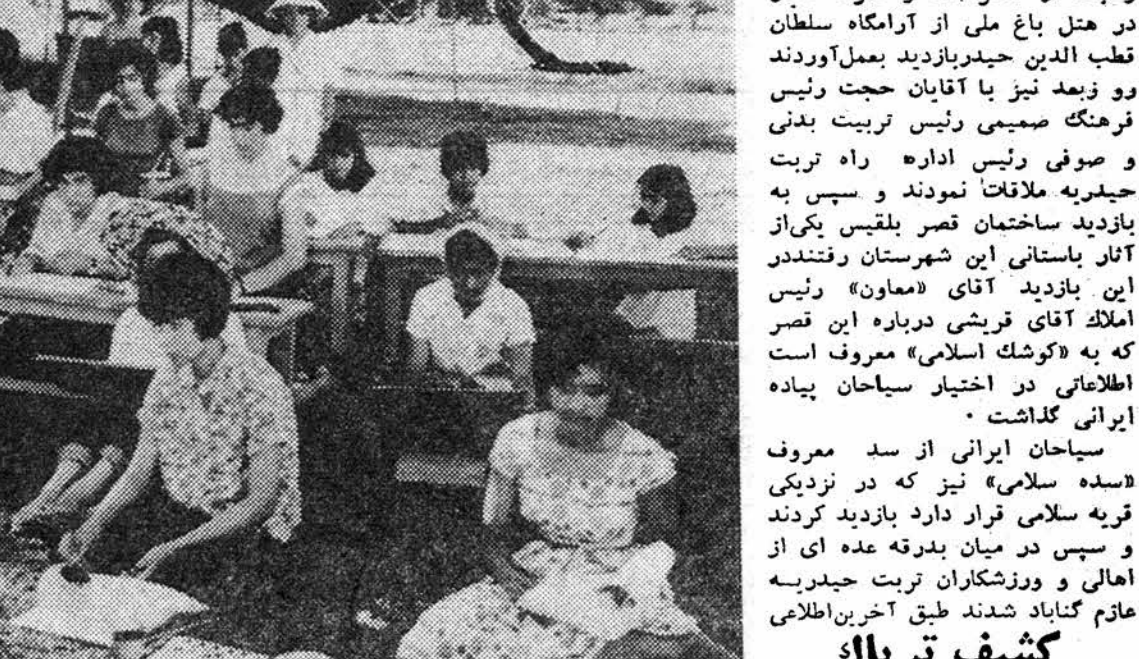 در هتل باغ ملی از آرامگاه سلطان
قطب الدین حیدربازدید بعمل‌آوردند
رو زبعد نیز با آقایان حجت رئیس
فرهنگ صمیمی رئیس تربیت بدنی
و صوفی رئیس اداره راه تربت
حیدریه ملاقات نمودند و سپس به
بازدید ساختمان قصر بلقیس یکی‌از
آثار باستانی این شهرستان رفتنددر
این بازدید آقای «معاون» رئیس
املاك آقای قریشی درباره این قصر
که به «کوشك اسلامی» معروف است
اطلاعاتی در اختیار سیاحان پیاده
ایرانی گذاشت ۰
سیاحان ایرانی از سد معروف
«سده سلامی» نیز که در نزدیکی
قریه سلامی قرار دارد بازدید کردند
و سپس در میان بدرقه عده ای از
اهالی و ورزشکاران تربت حیدریه
عازم گناباد شدند طبق آخرین‌اطلاعی
کشف تریاك